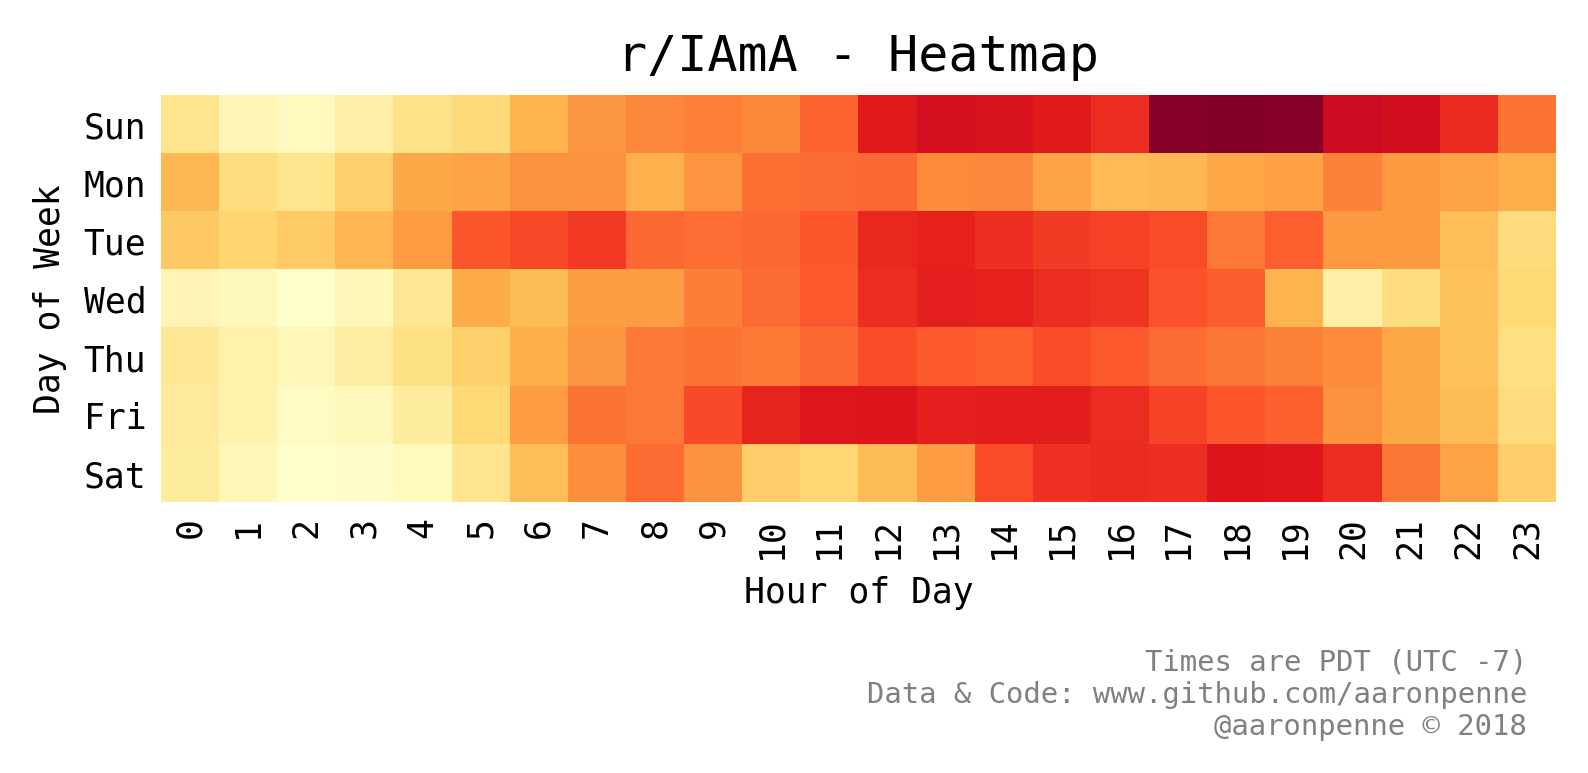 r/IAmA - Heatmap
Day of Week
Sun
Mon
Tue
Wed
Thu
Fri
Sat
0 1 2 3 4 5 6 7 8 9 10 11 12 13 14 15 16 17 18 19 20 21 22 23
Hour of Day
Times are PDT (UTC -7)
Data & Code: www.github.com/aaronpenne
@aaronpenne © 2018